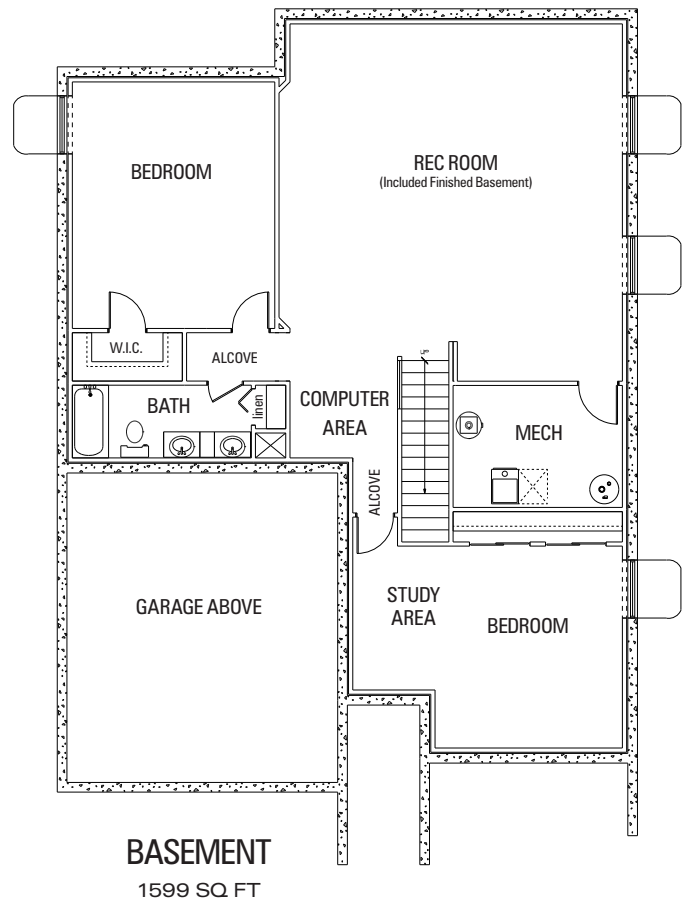 BEDROOM
REC ROOM
(Included Finished Basement)
W.I.C.
ALCOVE
UP
BATH
linen
COMPUTER
AREA
MECH
ALCOVE
GARAGE ABOVE
STUDY
AREA
BEDROOM
BASEMENT
1599 SQ FT